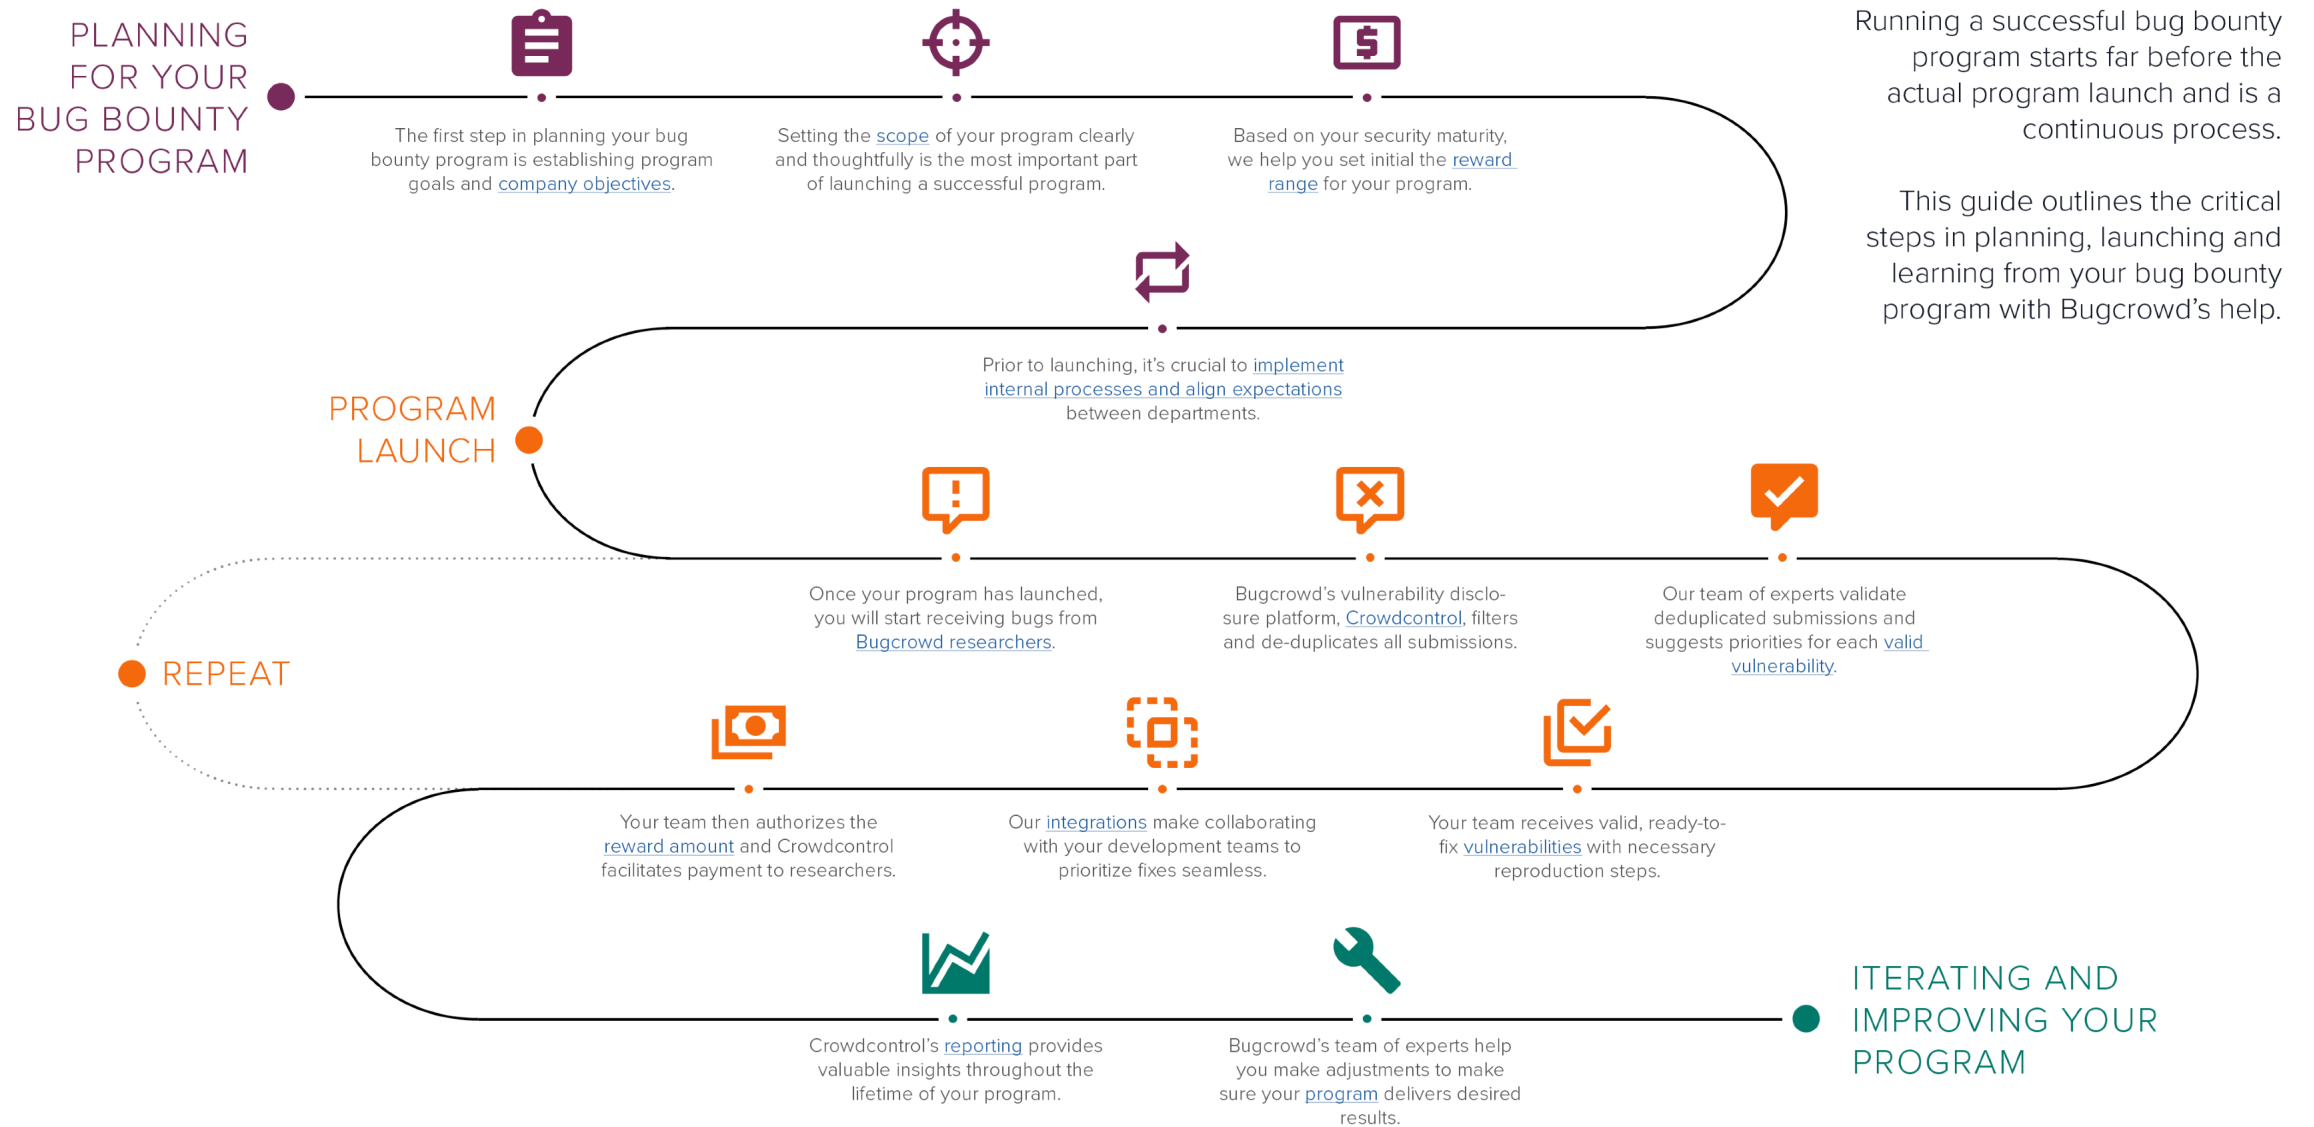 PLANNING
FOR YOUR
BUG BOUNTY
PROGRAM
The first step in planning your bug
bounty program is establishing program
goals and company objectives.
Setting the scope of your program clearly
and thoughtfully is the most important part
of launching a successful program.
Based on your security maturity,
we help you set initial the reward
range for your program.
Running a successful bug bounty
program starts far before the
actual program launch and is a
continuous process.
This guide outlines the critical
steps in planning, launching and
learning from your bug bounty
program with Bugcrowd’s help.
Prior to launching, it’s crucial to implement
internal processes and align expectations
between departments.
PROGRAM
LAUNCH
Once your program has launched,
you will start receiving bugs from
Bugcrowd researchers.
Bugcrowd’s vulnerability disclo-
sure platform, Crowdcontrol, filters
and de-duplicates all submissions.
Our team of experts validate
deduplicated submissions and
suggests priorities for each valid
vulnerability.
REPEAT
Your team then authorizes the
reward amount and Crowdcontrol
facilitates payment to researchers.
Our integrations make collaborating
with your development teams to
prioritize fixes seamless.
Your team receives valid, ready-to-
fix vulnerabilities with necessary
reproduction steps.
Crowdcontrol’s reporting provides
valuable insights throughout the
lifetime of your program.
Bugcrowd’s team of experts help
you make adjustments to make
sure your program delivers desired
results.
ITERATING AND
IMPROVING YOUR
PROGRAM